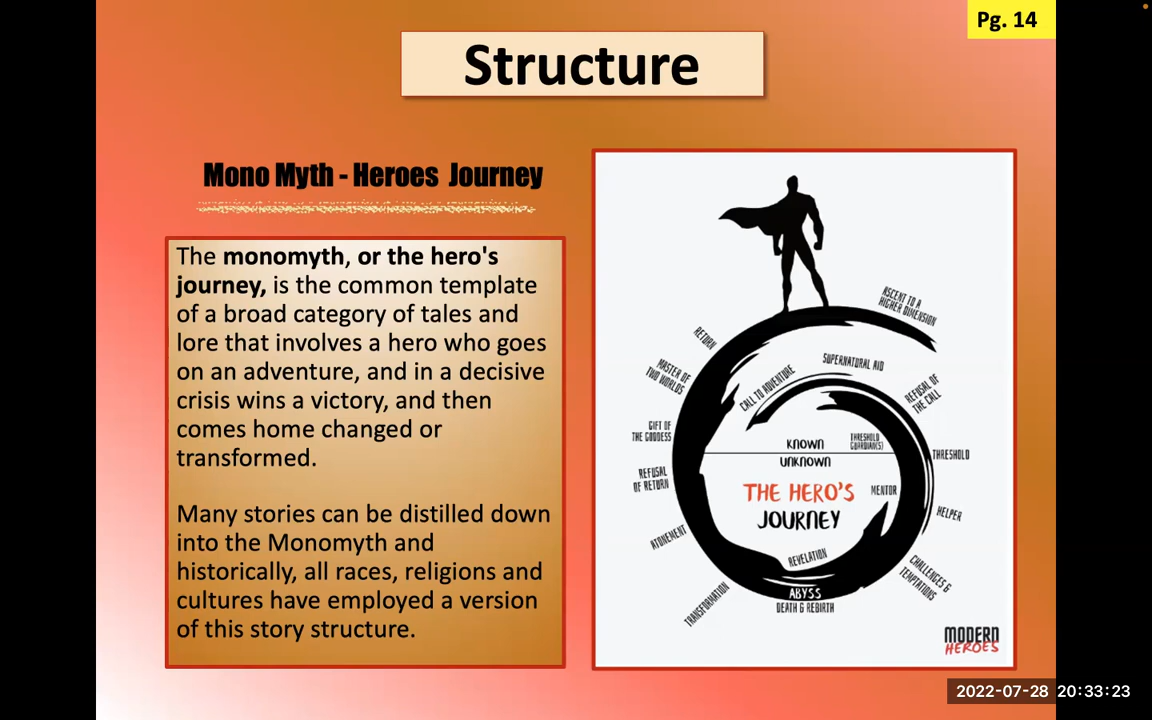 Pg. 14
Structure
Mono Myth - Heroes Journey
The monomyth, or the hero's
journey, is the common template
of a broad category of tales and
lore that involves a hero who goes
on an adventure, and in a decisive
crisis wins a victory, and then
comes home changed or
transformed.
Many stories can be distilled down
into the Monomyth and
historically, all races, religions and
cultures have employed a version
of this story structure.
ASCENT TO A
HIGHER DIMENSION
RETURN
MASTER OF
TWO WORLDS
CALL TO ADVENTURE
SUPERNATURAL AID
REFUSAL OF
THE CALL
GIFT OF
THE GODDESS
KNOWN
THRESHOLD
GUARDIAN(S)
THRESHOLD
UNKNOWN
REFUSAL
OF RETURN
THE HERO'S
JOURNEY
MENTOR
HELPER
ATONEMENT
REVELATION
CHALLENGES &
TEMPTATIONS
TRANSFORMATION
ABYSS
DEATH & REBIRTH
MODERN
HEROES
2022-07-28 20:33:23